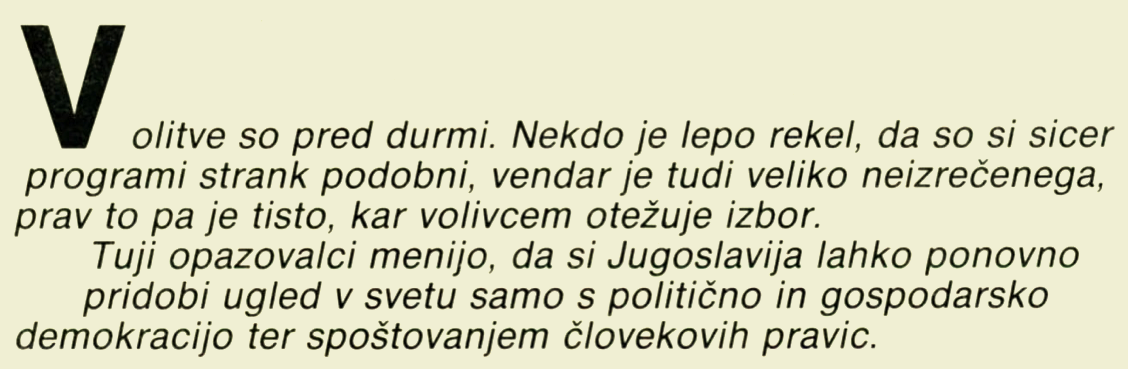 Volitve so pred durmi. Nekdo je lepo rekel, da so si sicer
programi strank podobni, vendar je tudi veliko neizrečenega,
prav to pa je tisto, kar volivcem otežuje izbor.
Tuji opazovalci menijo, da si Jugoslavija lahko ponovno
pridobi ugled v svetu samo s politično in gospodarsko
demokracijo ter spoštovanjem človekovih pravic.